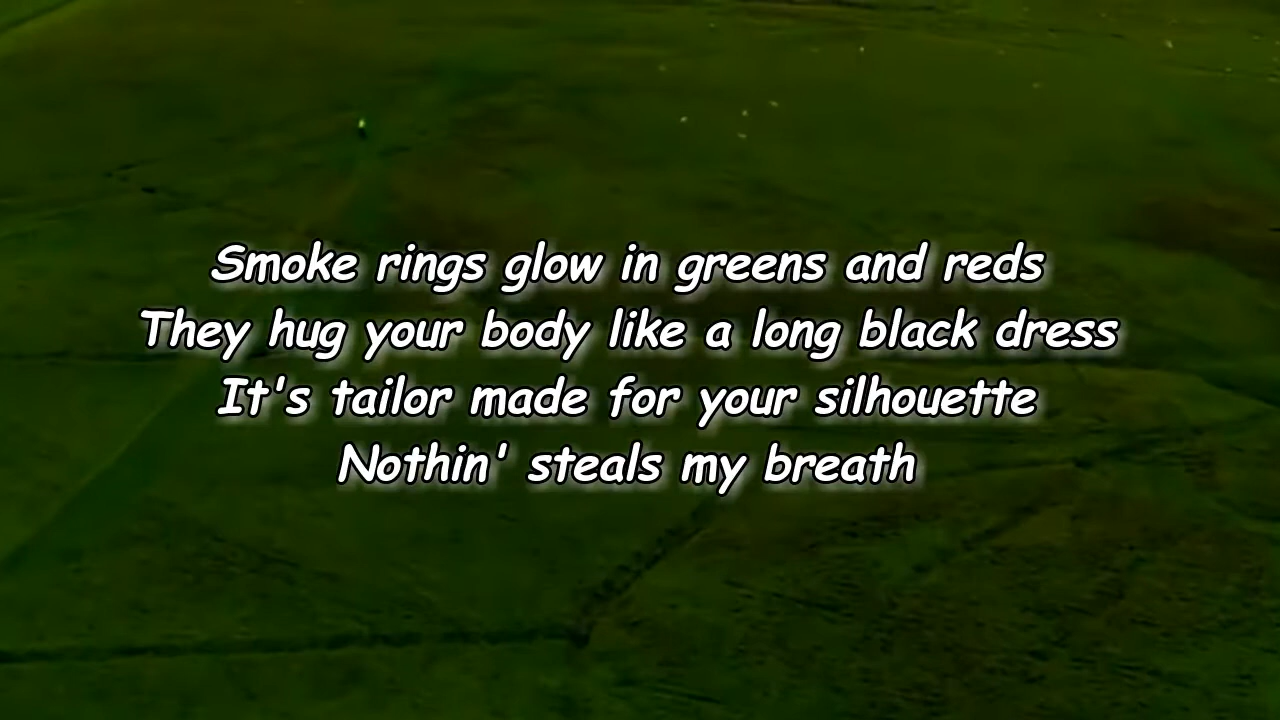 Smoke rings glow in greens and reds
They hug your body like a long black dress
It's tailor made for your silhouette
Nothin' steals my breath